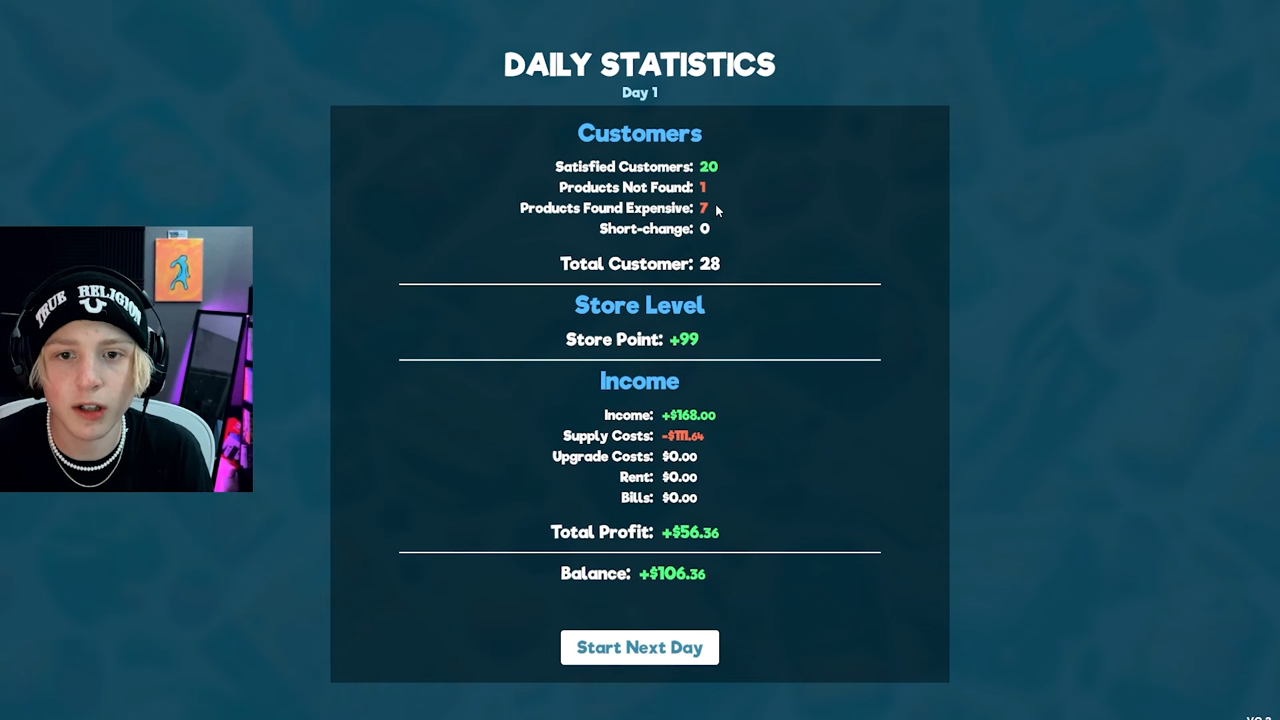 DAILY STATISTICS
Day 1
Customers
Satisfied Customers: 20
Products Not Found: 1
Products Found Expensive: 7
Short-change: 0
Total Customer: 28
Store Level
Store Point: +99
Income
Income: +$168.00
Supply Costs: -$111.64
Upgrade Costs: $0.00
Rent: $0.00
Bills: $0.00
Total Profit: +$56.36
Balance: +$106.36
Start Next Day
TRUE RELIGION